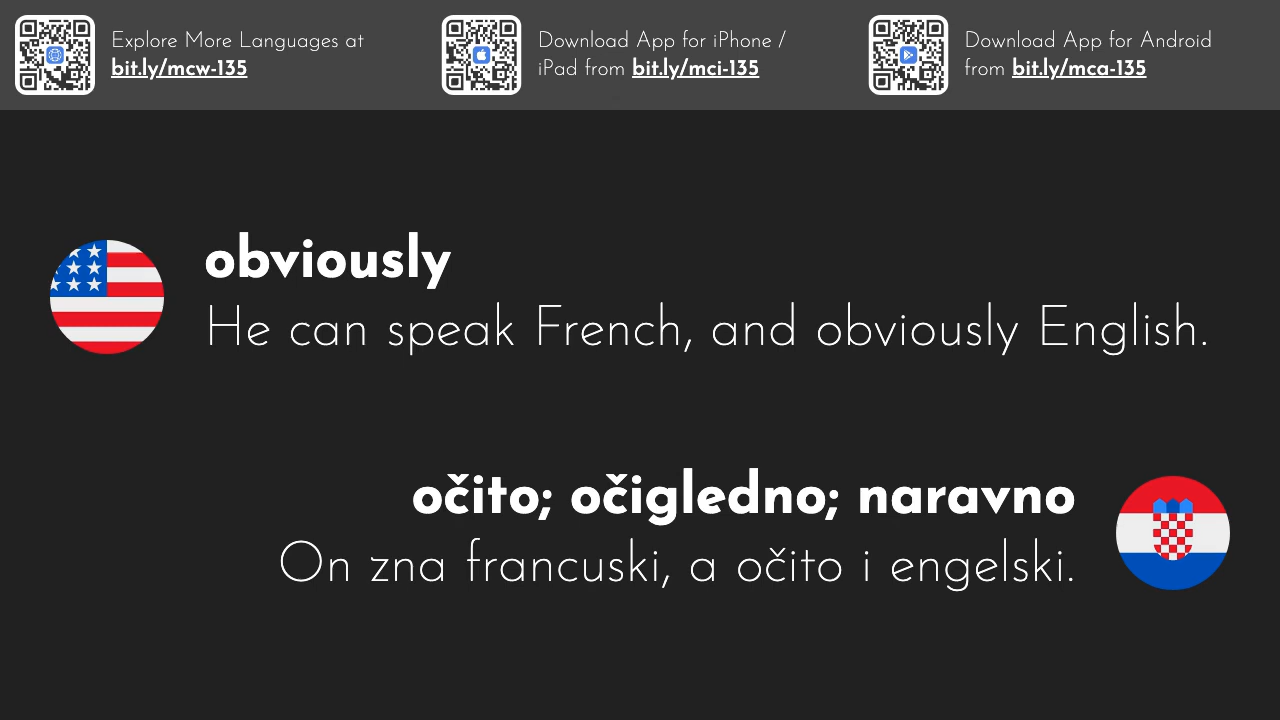 Explore More Languages at
bit.ly/mcw-135
Download App for iPhone /
iPad from bit.ly/mci-135
Download App for Android
from bit.ly/mca-135
obviously
He can speak French, and obviously English.
očito; očigledno; naravno
On zna francuski, a očito i engelski.